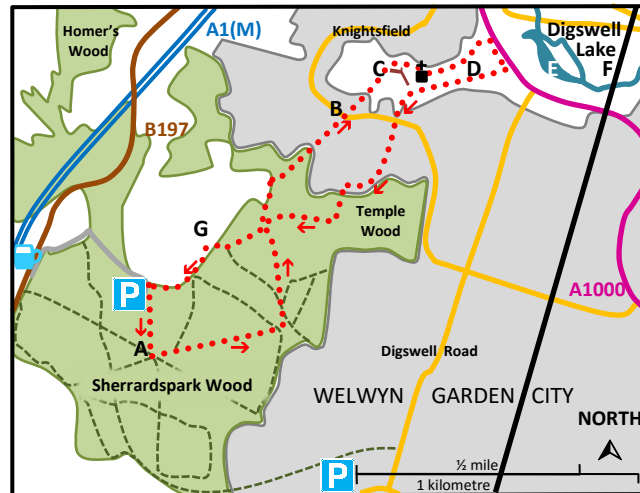 Homer's
Wood
A1(M)
Knightsfield
Digswell
Lake
C
D
E
F
B
B197
G
Temple
Wood
P
A1000
A
Digswell Road
Sherrardspark Wood
WELWYN GARDEN CITY
NORTH
P
½ mile
1 kilometre